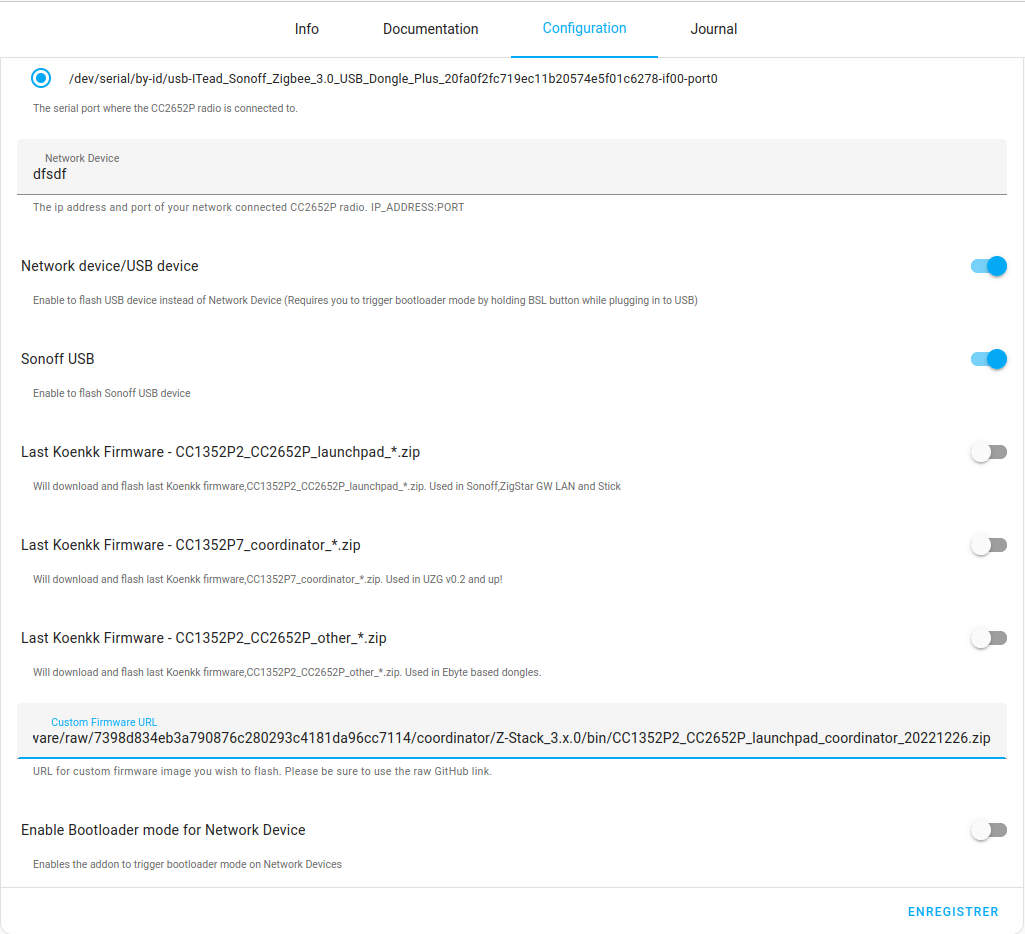 Info Documentation Configuration Journal
/dev/serial/by-id/usb-ITead_Sonoff_Zigbee_3.0_USB_Dongle_Plus_20fa0f2fc719ec11b20574e5f01c6278-if00-port0
The serial port where the CC2652P radio is connected to.
Network Device
dfsdf
The ip address and port of your network connected CC2652P radio. IP_ADDRESS:PORT
Network device/USB device
Enable to flash USB device instead of Network Device (Requires you to trigger bootloader mode by holding BSL button while plugging in to USB)
Sonoff USB
Enable to flash Sonoff USB device
Last Koenkk Firmware - CC1352P2_CC2652P_launchpad_*.zip
Will download and flash last Koenkk firmware,CC1352P2_CC2652P_launchpad_*.zip. Used in Sonoff,ZigStar GW LAN and Stick
Last Koenkk Firmware - CC1352P7_coordinator_*.zip
Will download and flash last Koenkk firmware,CC1352P7_coordinator_*.zip. Used in UZG v0.2 and up!
Last Koenkk Firmware - CC1352P2_CC2652P_other_*.zip
Will download and flash last Koenkk firmware,CC1352P2_CC2652P_other_*.zip. Used in Ebyte based dongles.
Custom Firmware URL
vare/raw/7398d834eb3a790876c280293c4181da96cc7114/coordinator/Z-Stack_3.x.0/bin/CC1352P2_CC2652P_launchpad_coordinator_20221226.zip
URL for custom firmware image you wish to flash. Please be sure to use the raw GitHub link.
Enable Bootloader mode for Network Device
Enables the addon to trigger bootloader mode on Network Devices
ENREGISTRER